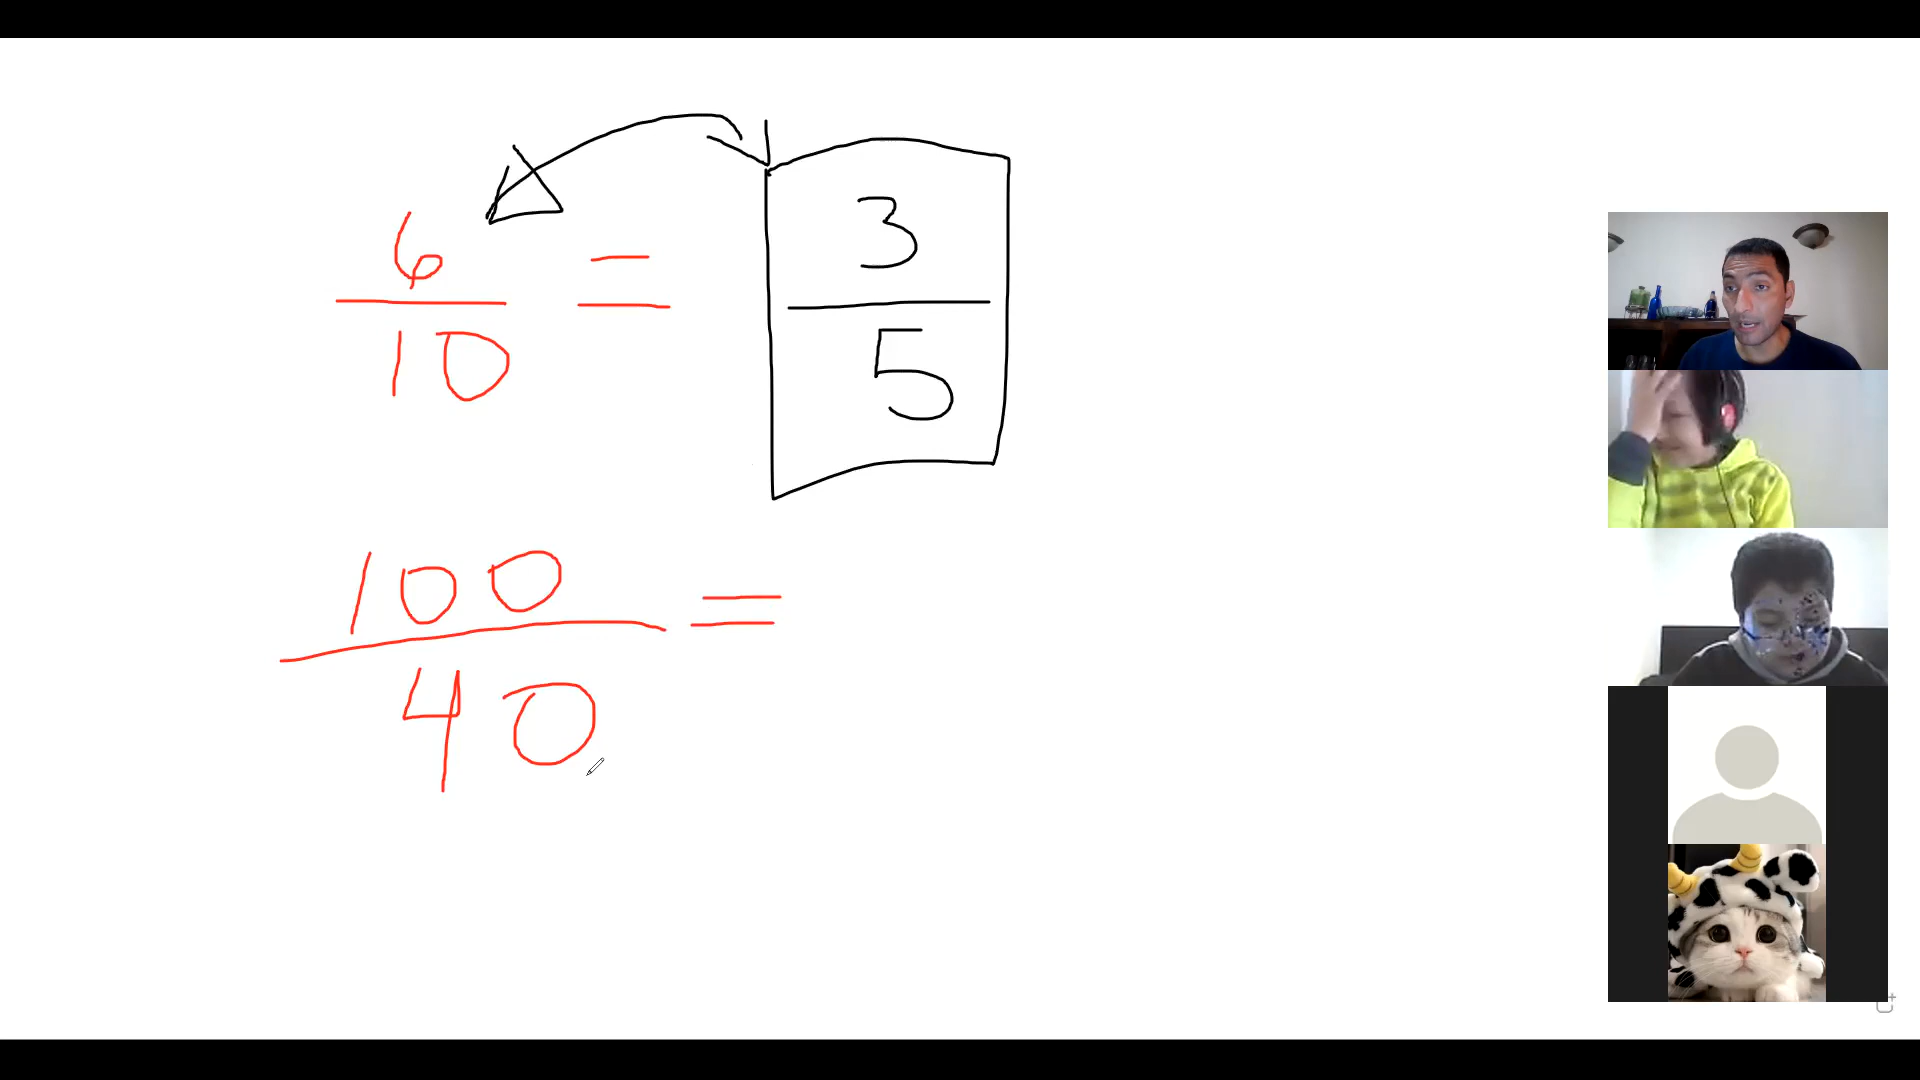 6/10 = 3/5
100/40 =